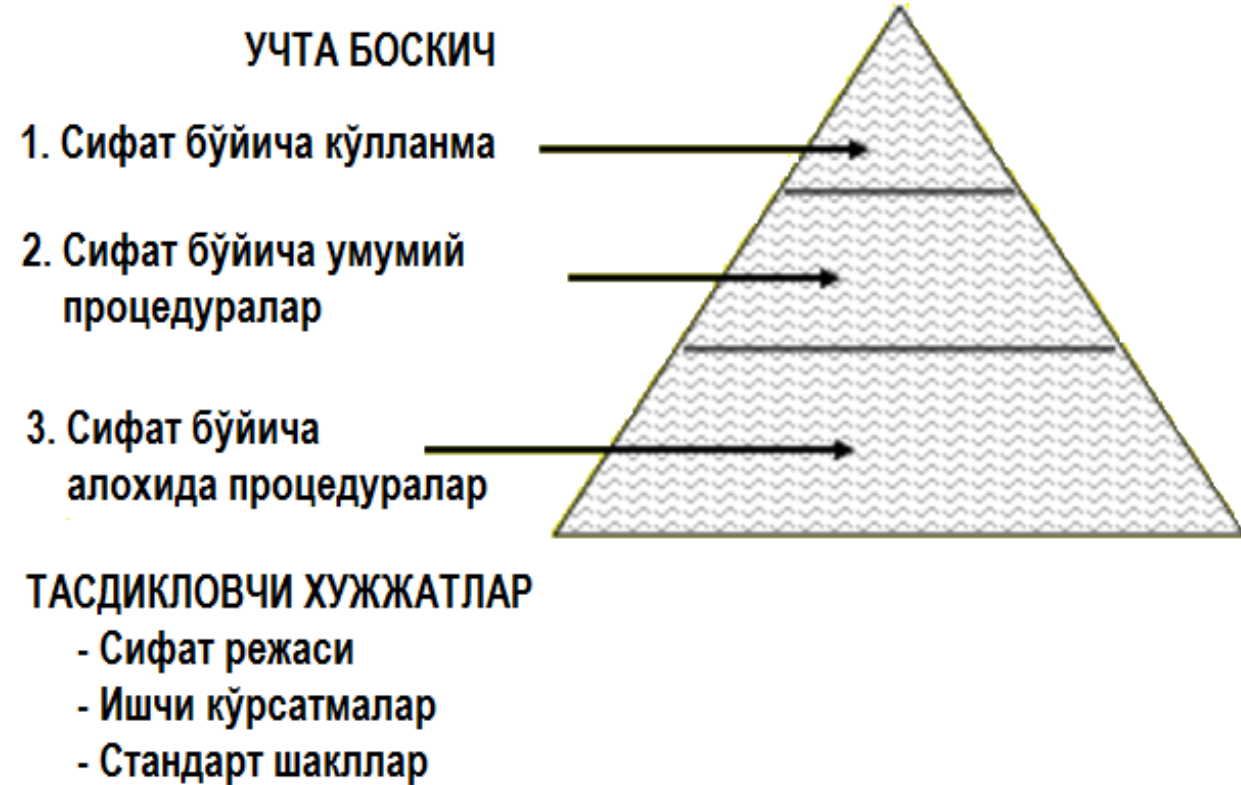 УЧТА БОСКИЧ
1. Сифат бўйича кўлланма
2. Сифат бўйича умумий
процедуралар
3. Сифат бўйича
алохида процедуралар
ТАСДИКЛОВЧИ ХУЖЖАТЛАР
- Сифат режаси
- Ишчи кўрсатмалар
- Стандарт шакллар